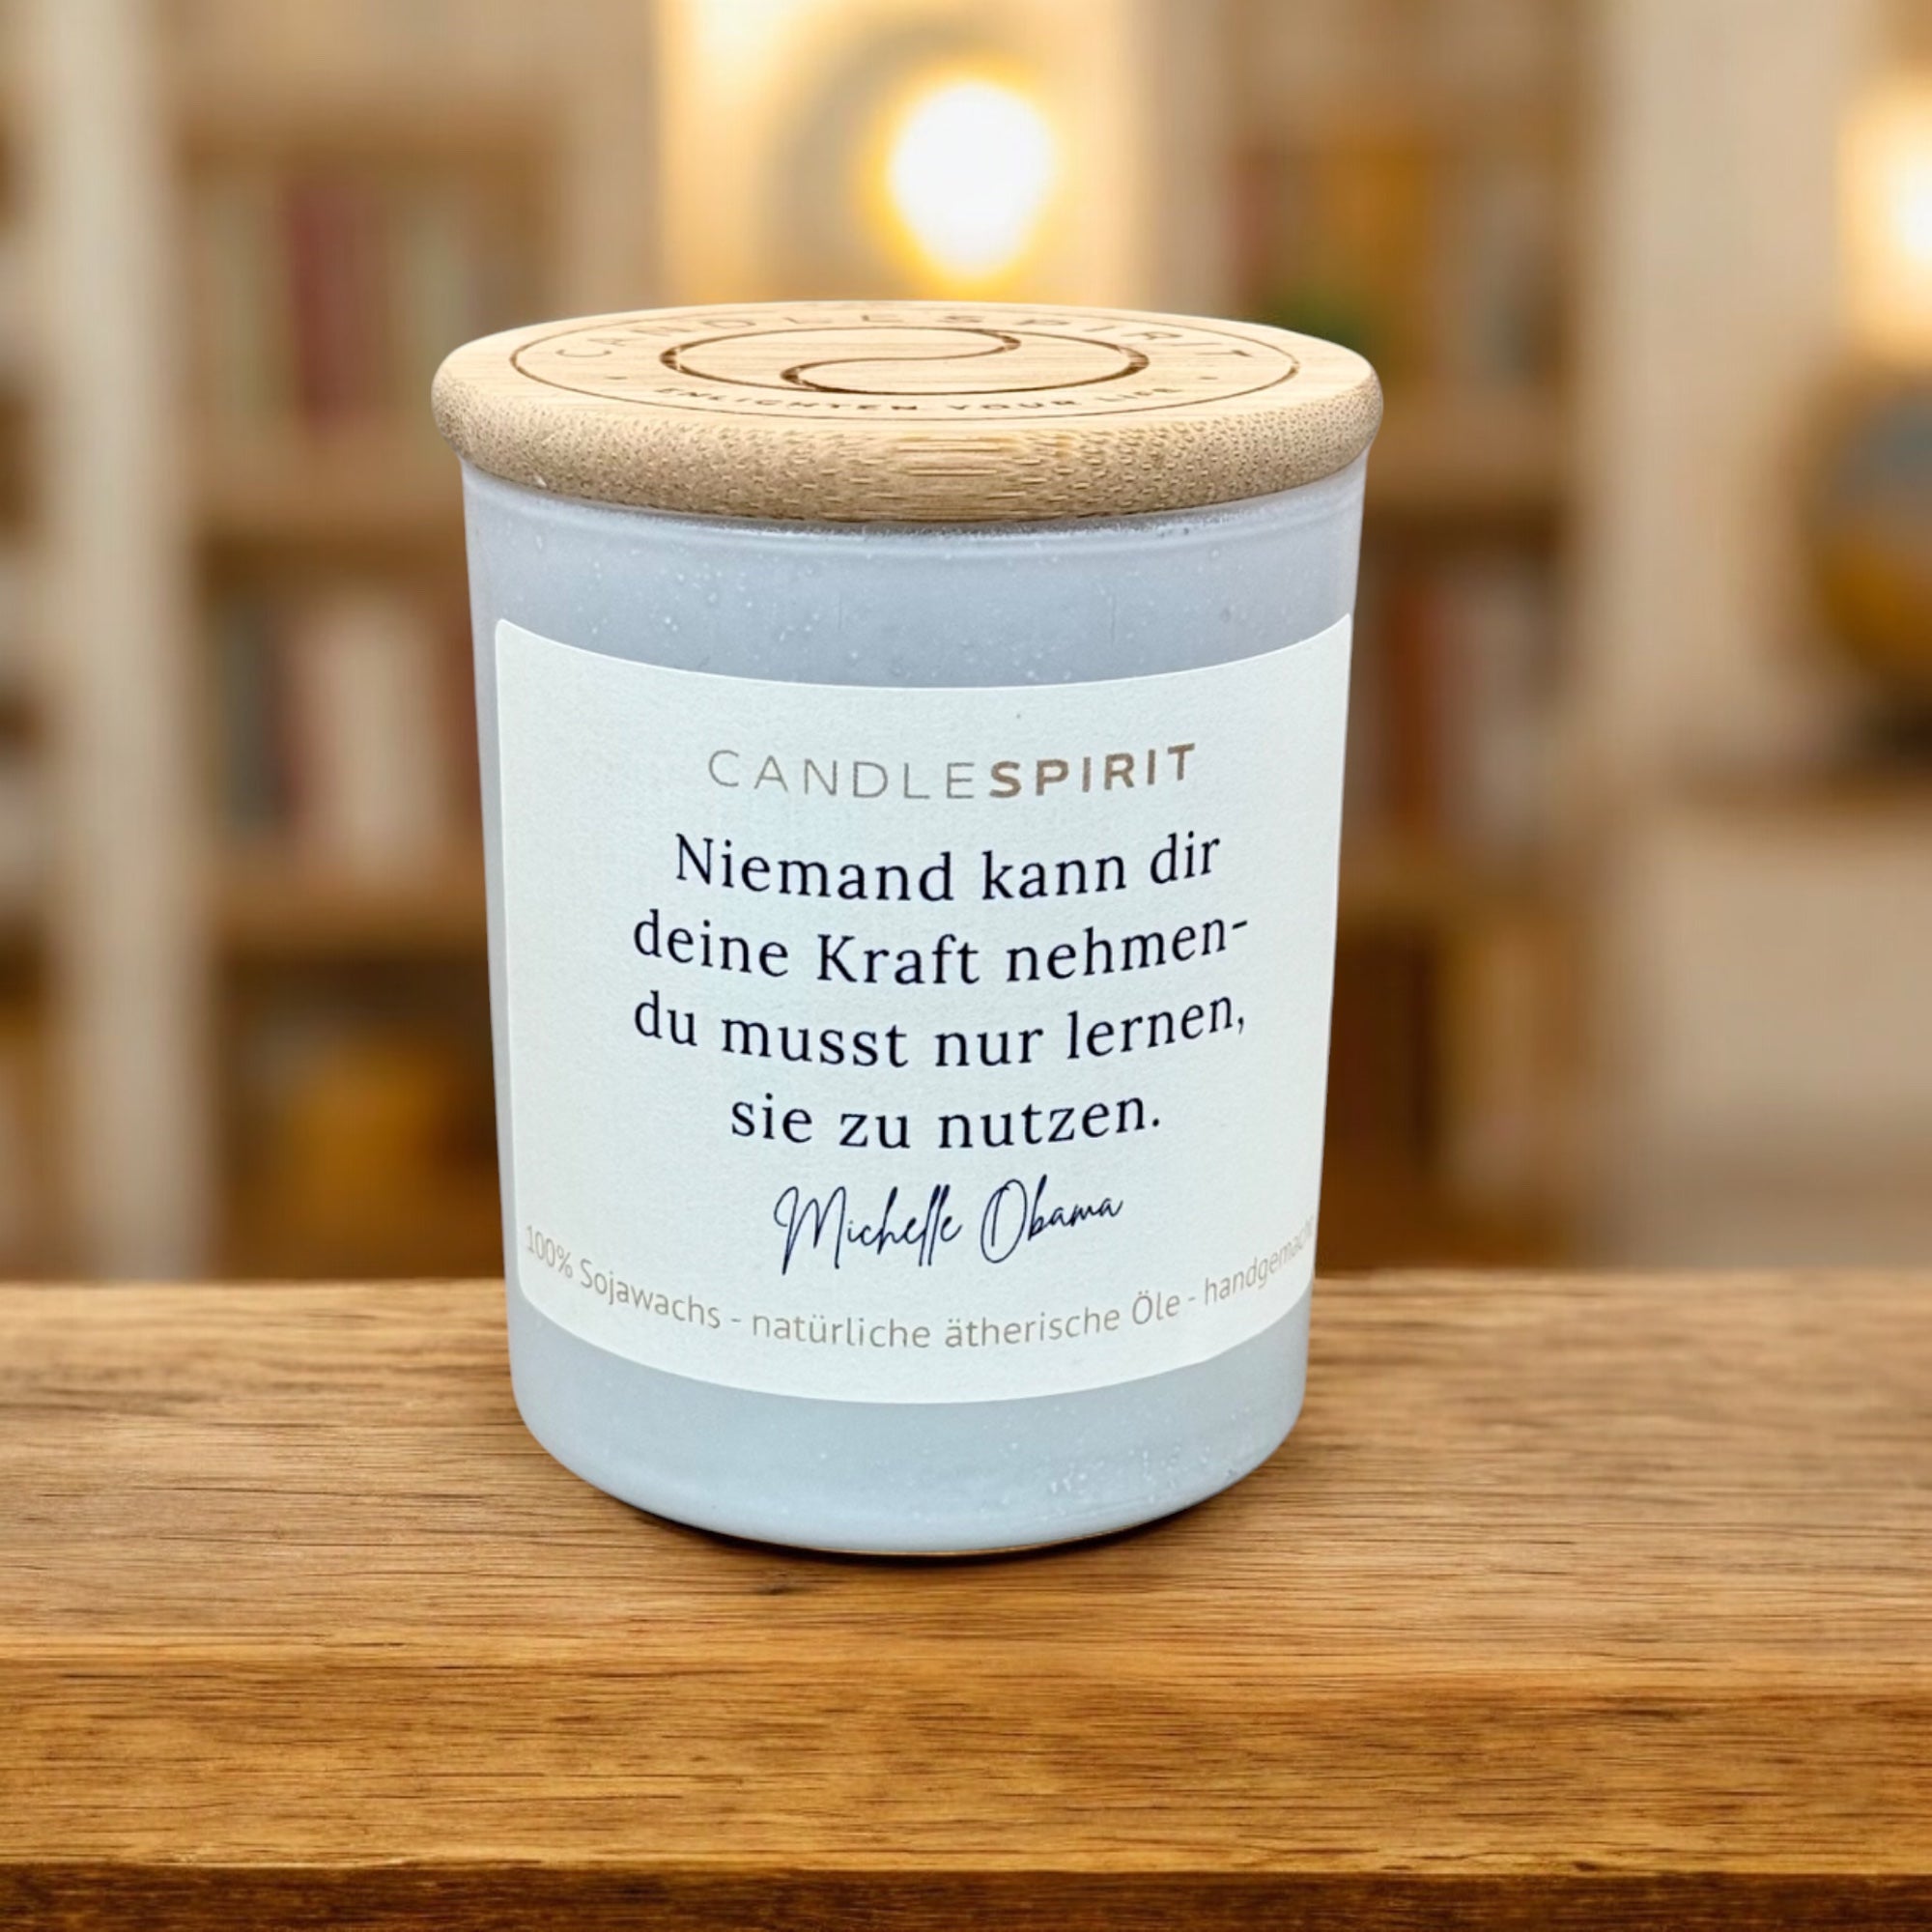 CANDLESPIRIT
ENLIGHTEN YOUR LIFE
CANDLESPIRIT
Niemand kann dir
deine Kraft nehmen-
du musst nur lernen,
sie zu nutzen.
Michelle Obama
100% Sojawachs - natürliche ätherische Öle - handgemacht